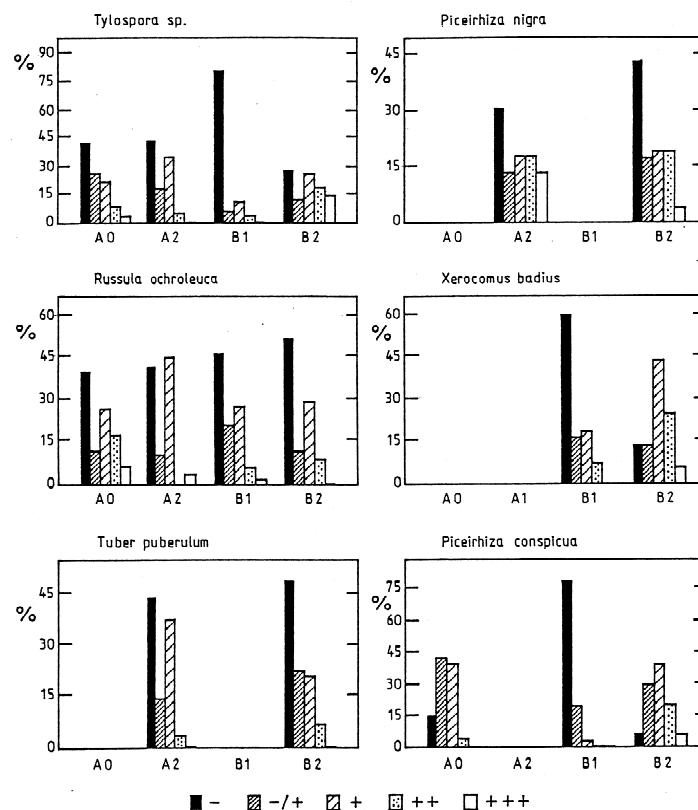 Tylospora sp.
%
90
75
60
45
30
15
0
A0 A2 B1 B2
Piceirhiza nigra
%
45
30
15
0
A0 A2 B1 B2
Russula ochroleuca
%
60
45
30
15
0
A0 A2 B1 B2
Xerocomus badius
%
60
45
30
15
0
A0 A1 B1 B2
Tuber puberulum
%
45
30
15
0
A0 A2 B1 B2
Piceirhiza conspicua
%
75
60
45
30
15
0
A0 A2 B1 B2
- -/+ + ++ +++